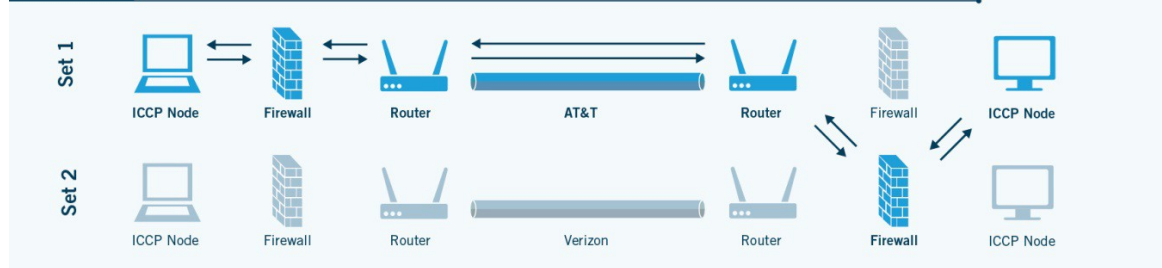 Set 1
ICCP Node Firewall Router AT&T Router Firewall ICCP Node
Set 2
ICCP Node Firewall Router Verizon Router Firewall ICCP Node